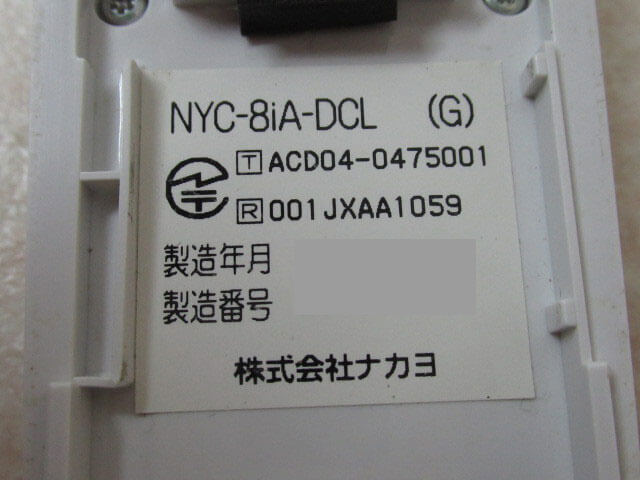 NYC-8iA-DCL (G)
T ACD04-0475001
R 001JXAA1059
製造年月
製造番号
株式会社ナカヨ